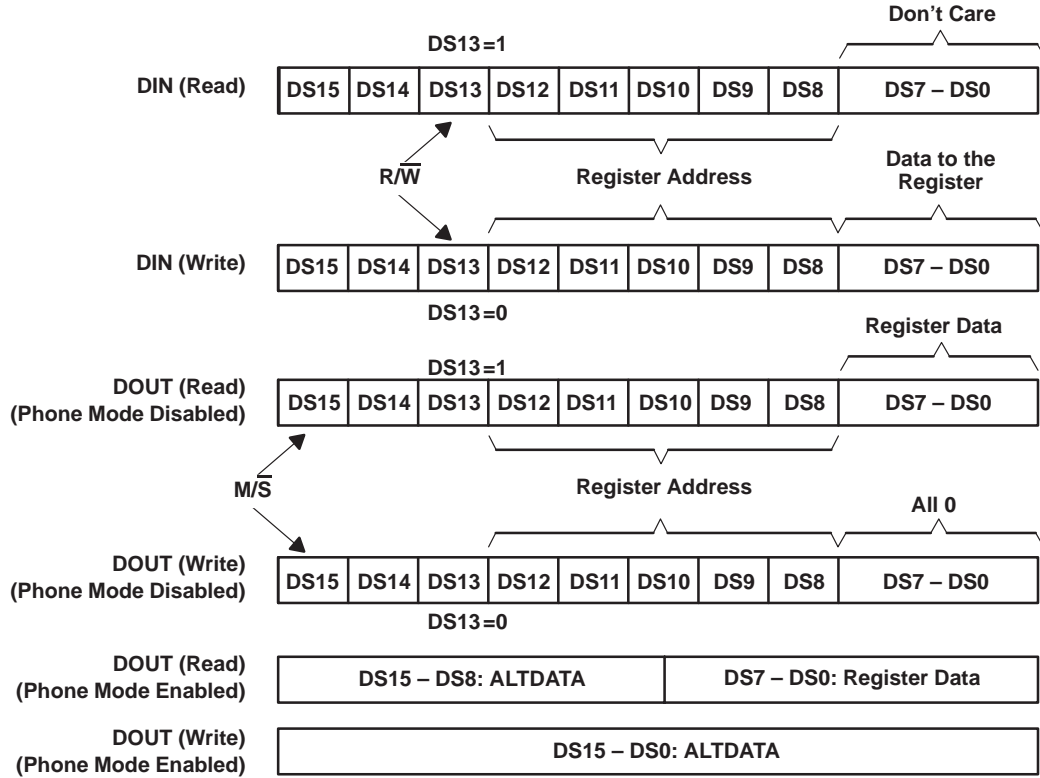 Don't Care
DS13=1
DIN (Read) DS15 DS14 DS13 DS12 DS11 DS10 DS9 DS8 DS7 – DS0
R/W̅ Register Address Data to the
Register
DIN (Write) DS15 DS14 DS13 DS12 DS11 DS10 DS9 DS8 DS7 – DS0
DS13=0
Register Data
DS13=1
DOUT (Read)
(Phone Mode Disabled) DS15 DS14 DS13 DS12 DS11 DS10 DS9 DS8 DS7 – DS0
M/S̅ Register Address
All 0
DOUT (Write)
(Phone Mode Disabled) DS15 DS14 DS13 DS12 DS11 DS10 DS9 DS8 DS7 – DS0
DS13=0
DOUT (Read)
(Phone Mode Enabled) DS15 – DS8: ALTDATA DS7 – DS0: Register Data
DOUT (Write)
(Phone Mode Enabled) DS15 – DS0: ALTDATA